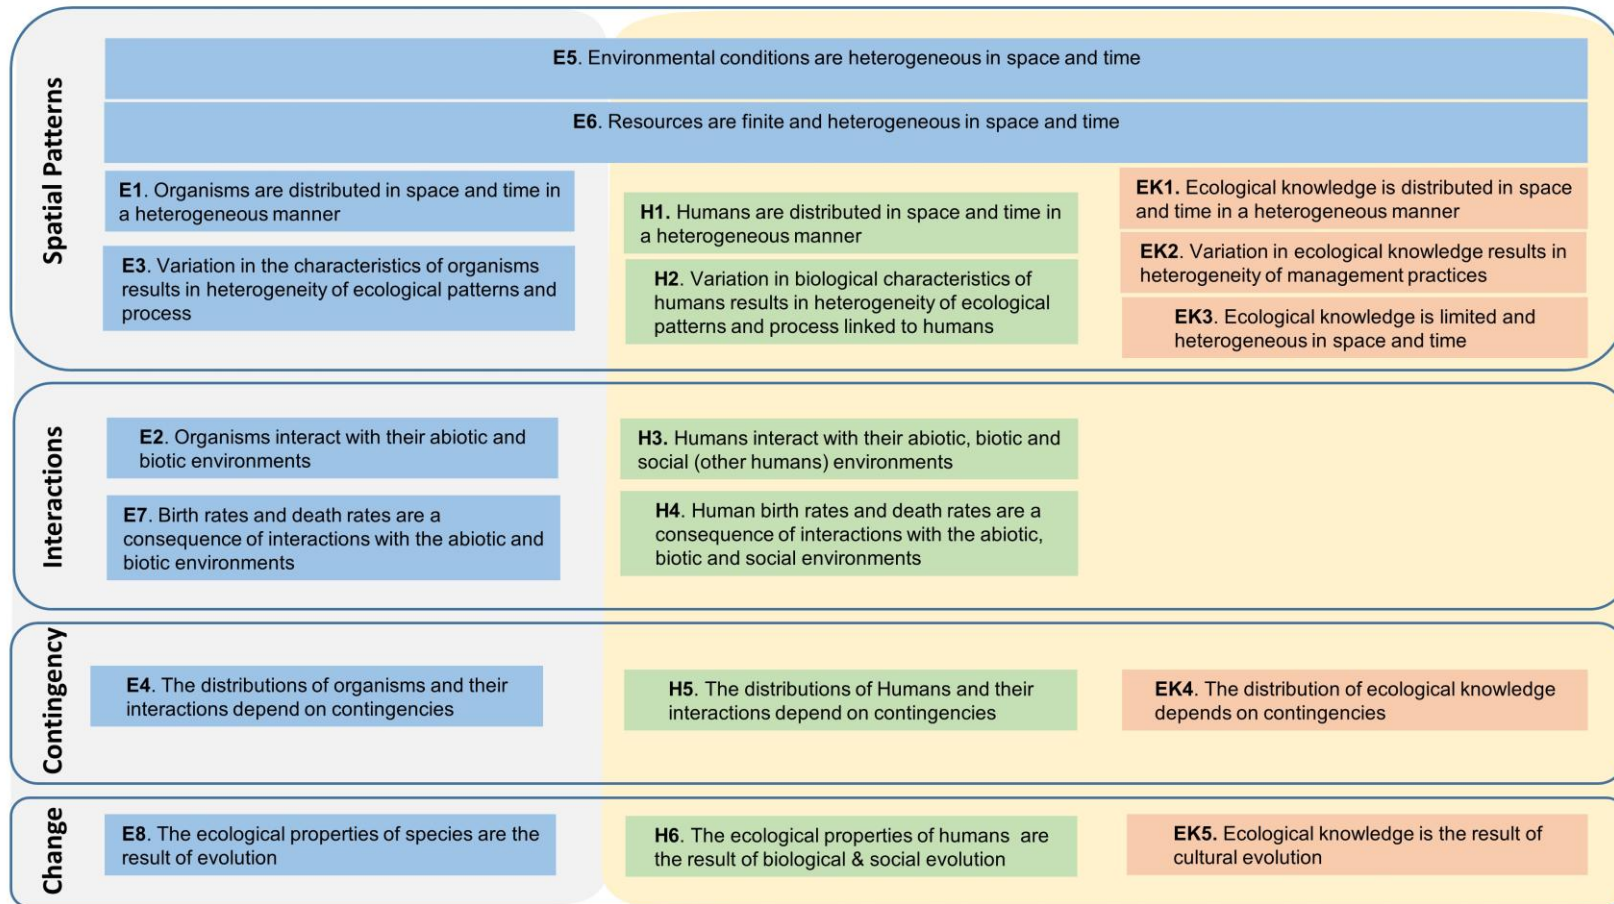 Spatial Patterns
E5. Environmental conditions are heterogeneous in space and time
E6. Resources are finite and heterogeneous in space and time
E1. Organisms are distributed in space and time in
a heterogeneous manner
E3. Variation in the characteristics of organisms
results in heterogeneity of ecological patterns and
process
H1. Humans are distributed in space and time in
a heterogeneous manner
H2. Variation in biological characteristics of
humans results in heterogeneity of ecological
patterns and process linked to humans
EK1. Ecological knowledge is distributed in space
and time in a heterogeneous manner
EK2. Variation in ecological knowledge results in
heterogeneity of management practices
EK3. Ecological knowledge is limited and
heterogeneous in space and time
Interactions
E2. Organisms interact with their abiotic and
biotic environments
E7. Birth rates and death rates are a
consequence of interactions with the abiotic and
biotic environments
H3. Humans interact with their abiotic, biotic and
social (other humans) environments
H4. Human birth rates and death rates are a
consequence of interactions with the abiotic,
biotic and social environments
Contingency
E4. The distributions of organisms and their
interactions depend on contingencies
H5. The distributions of Humans and their
interactions depend on contingencies
EK4. The distribution of ecological knowledge
depends on contingencies
Change
E8. The ecological properties of species are the
result of evolution
H6. The ecological properties of humans are
the result of biological & social evolution
EK5. Ecological knowledge is the result of
cultural evolution